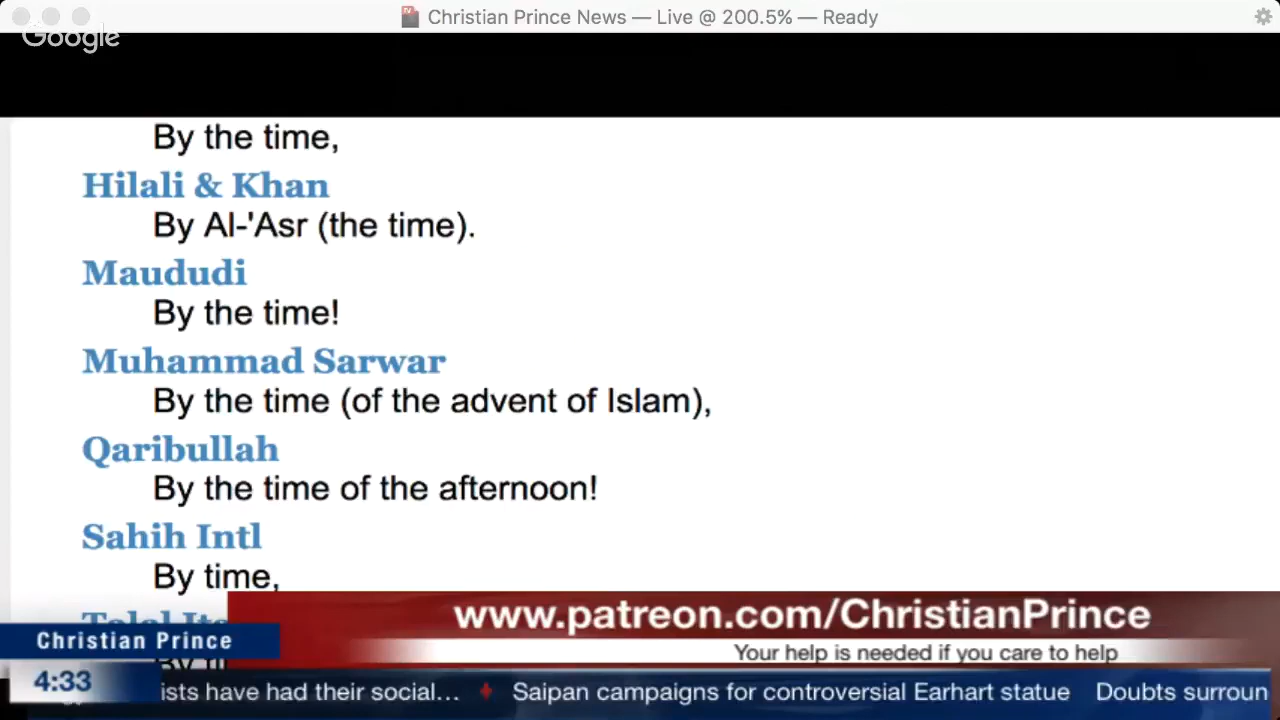 Christian Prince News — Live @ 200.5% — Ready
Google
By the time,
Hilali & Khan
By Al-'Asr (the time).
Maududi
By the time!
Muhammad Sarwar
By the time (of the advent of Islam),
Qaribullah
By the time of the afternoon!
Sahih Intl
By time,
www.patreon.com/ChristianPrince
Christian Prince
Your help is needed if you care to help
4:33
ists have had their social... ♦ Saipan campaigns for controversial Earhart statue Doubts surroun